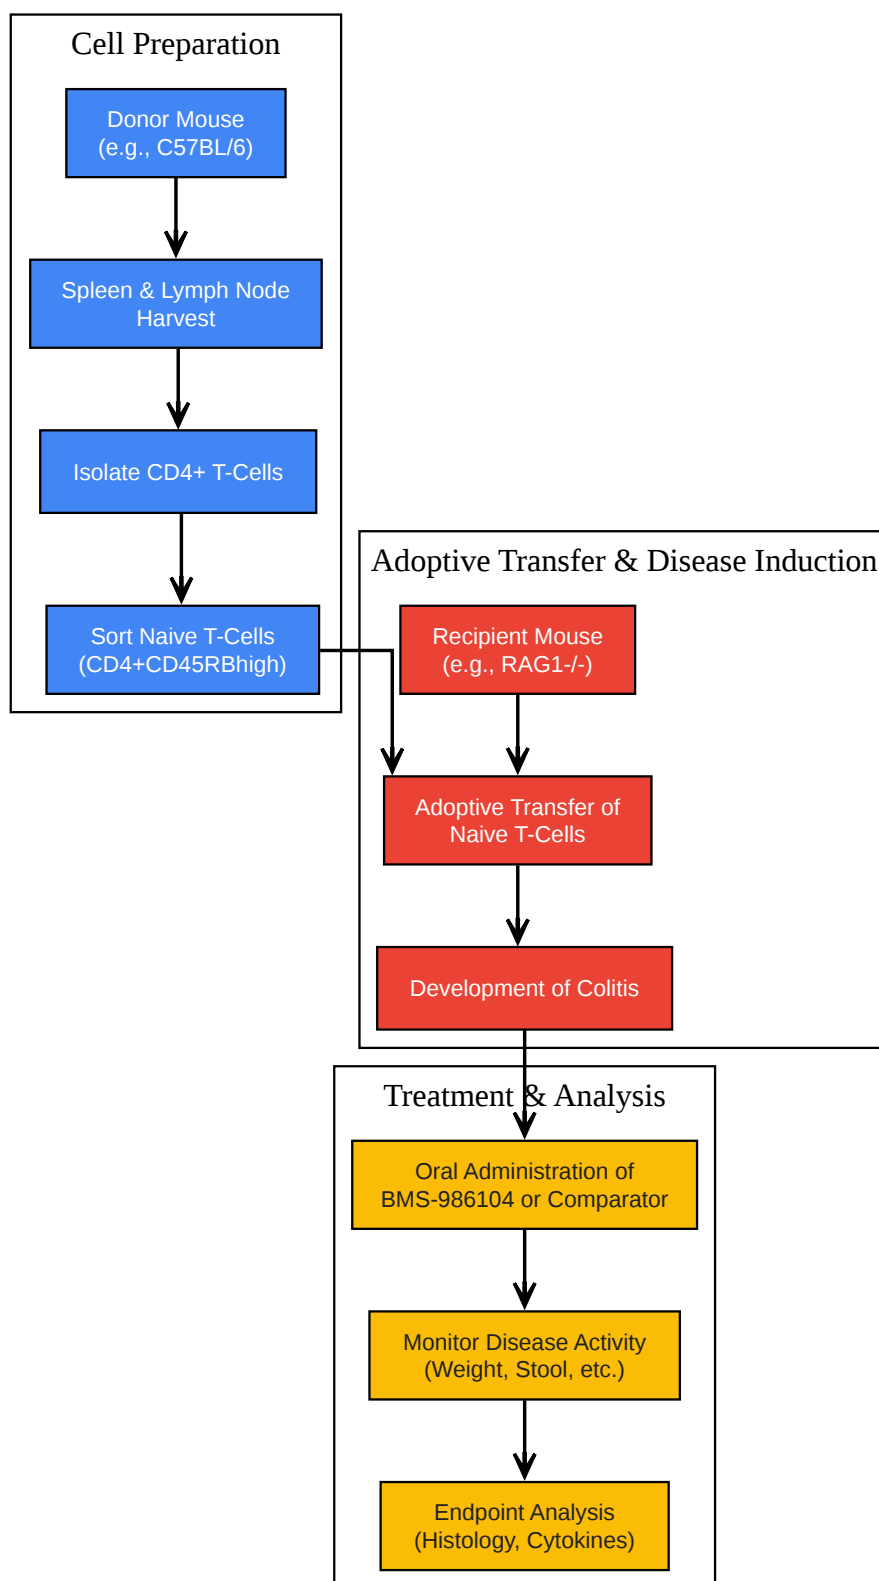 Cell Preparation
Donor Mouse
(e.g., C57BL/6)
Spleen & Lymph Node
Harvest
Isolate CD4+ T-Cells
Sort Naive T-Cells
(CD4+CD45RBhigh)
Adoptive Transfer & Disease Induction
Recipient Mouse
(e.g., RAG1-/-)
Adoptive Transfer of
Naive T-Cells
Development of Colitis
Treatment & Analysis
Oral Administration of
BMS-986104 or Comparator
Monitor Disease Activity
(Weight, Stool, etc.)
Endpoint Analysis
(Histology, Cytokines)